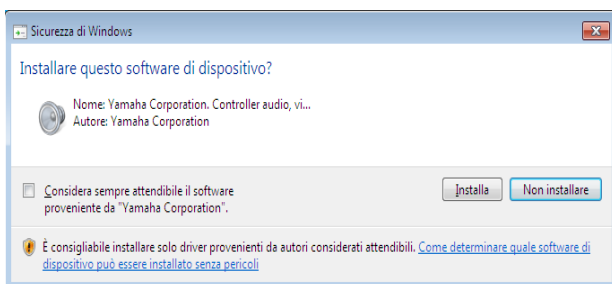 Sicurezza di Windows
Installare questo software di dispositivo?
Nome: Yamaha Corporation. Controller audio, vi...
Autore: Yamaha Corporation
Considera sempre attendibile il software
proveniente da "Yamaha Corporation".
Installa
Non installare
È consigliabile installare solo driver provenienti da autori considerati attendibili. Come determinare quale software di
dispositivo può essere installato senza pericoli